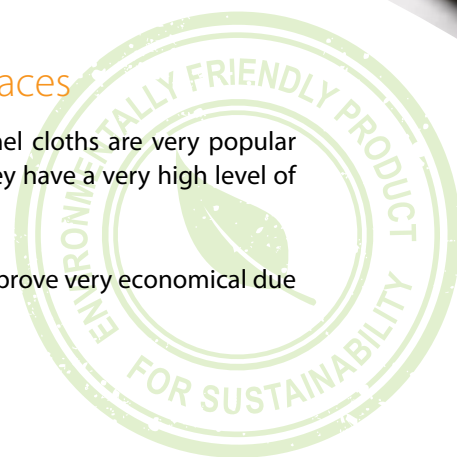 aces
nel cloths are very popular
ey have a very high level of
prove very economical due
ENVIRONMENTALLY FRIENDLY PRODUCT
FOR SUSTAINABILITY